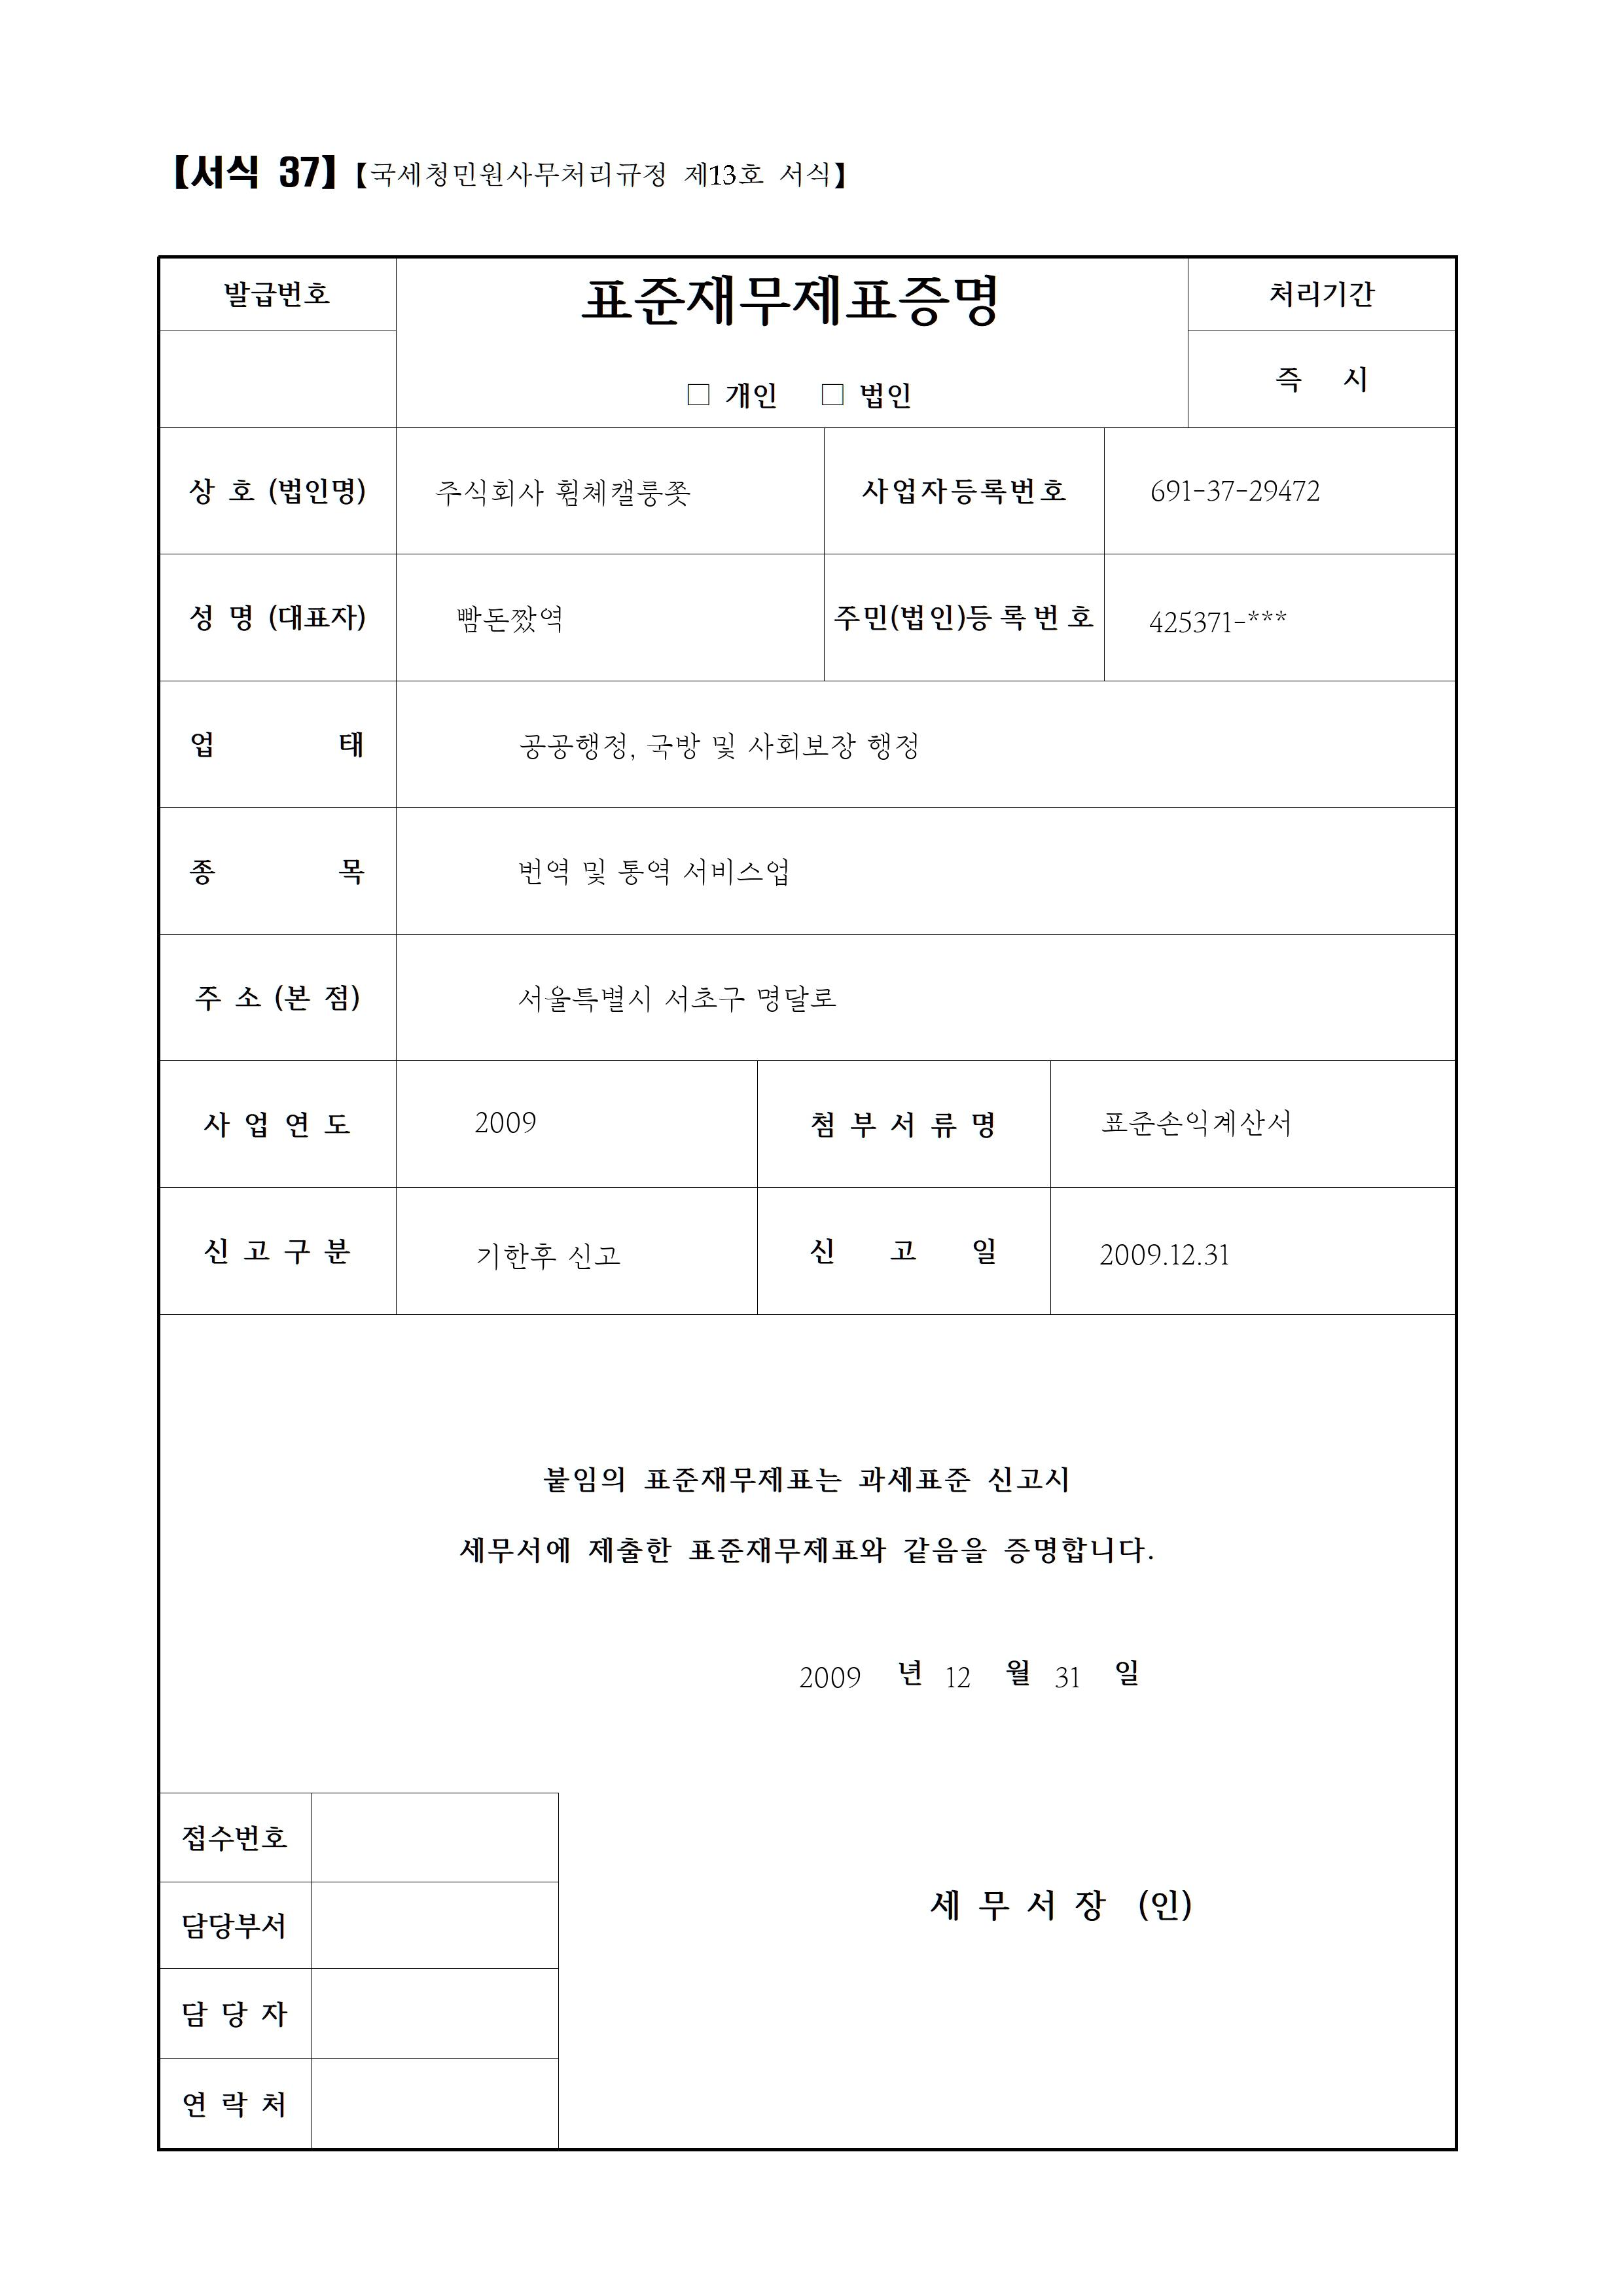 【서식 37】【국세청민원사무처리규정 제13호 서식】
발급번호
표준재무제표증명
처리기간
□ 개인 □ 법인
즉 시
상 호 (법인명) 주식회사 휨쳬캘룽쫒 사업자등록번호 691-37-29472
성 명 (대표자) 빰돈짰역 주민(법인)등록번호 425371-***
업 태 공공행정, 국방 및 사회보장 행정
종 목 번역 및 통역 서비스업
주 소 (본 점) 서울특별시 서초구 명달로
사 업 연 도 2009 첨 부 서 류 명 표준손익계산서
신 고 구 분 기한후 신고 신 고 일 2009.12.31
붙임의 표준재무제표는 과세표준 신고시
세무서에 제출한 표준재무제표와 같음을 증명합니다.
2009 년 12 월 31 일
접수번호
담당부서
세 무 서 장 (인)
담 당 자
연 락 처